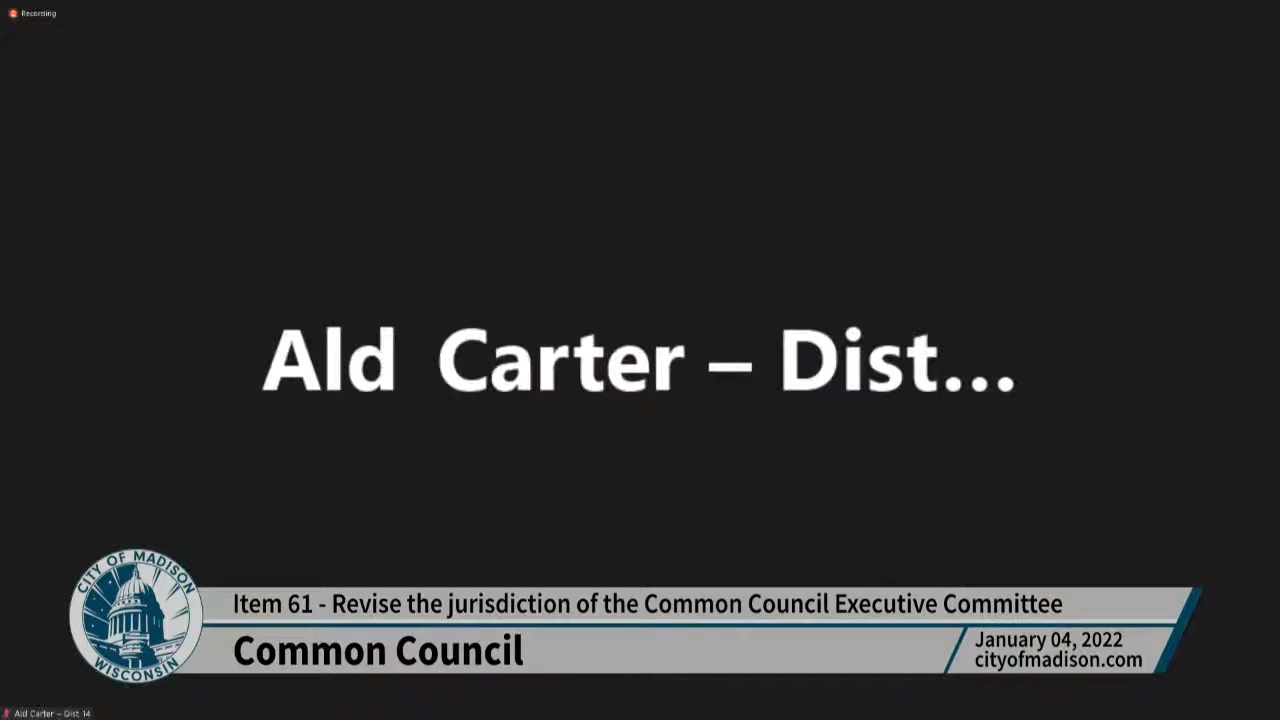 Recording
Ald Carter – Dist...
CITY OF MADISON
WISCONSIN
Item 61 - Revise the jurisdiction of the Common Council Executive Committee
Common Council
January 04, 2022
cityofmadison.com
Ald Carter – Dist 14